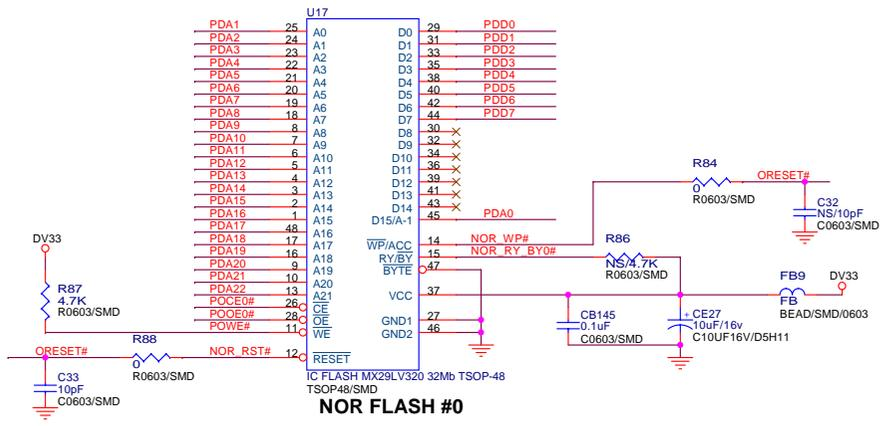 U17
PDA1 25 A0 D0 29 PDD0
PDA2 24 A1 D1 31 PDD1
PDA3 23 A2 D2 33 PDD2
PDA4 22 A3 D3 35 PDD3
PDA5 21 A4 D4 38 PDD4
PDA6 20 A5 D5 40 PDD5
PDA7 19 A6 D6 42 PDD6
PDA8 18 A7 D7 44 PDD7
PDA9 8 A8 D8 30
PDA10 7 A9 D9 32
PDA11 6 A10 D10 34
PDA12 5 A11 D11 36
PDA13 4 A12 D12 39
PDA14 3 A13 D13 41
PDA15 2 A14 D14 43
PDA16 1 A15 D15/A-1 45 PDA0
PDA17 48 A16
PDA18 17 A17 WP/ACC 14 NOR_WP#
PDA19 16 A18 RY/BY 15 NOR_RY_BY0#
PDA20 9 A19 BYTE 47
PDA21 10 A20
PDA22 13 A21 VCC 37
POCE0# 26 CE
POOE0# 28 OE GND1 27
POWE# 11 WE GND2 46
NOR_RST# 12 RESET
R84
0
R0603/SMD
ORESET#
C32
NS/10pF
C0603/SMD
R86
NS/4.7K
R0603/SMD
DV33
R87
4.7K
R0603/SMD
FB9
FB
BEAD/SMD/0603
DV33
CB145
0.1uF
C0603/SMD
+
CE27
10uF/16v
C10UF16V/D5H11
ORESET#
R88
0
R0603/SMD
C33
10pF
C0603/SMD
IC FLASH MX29LV320 32Mb TSOP-48
TSOP48/SMD
NOR FLASH #0